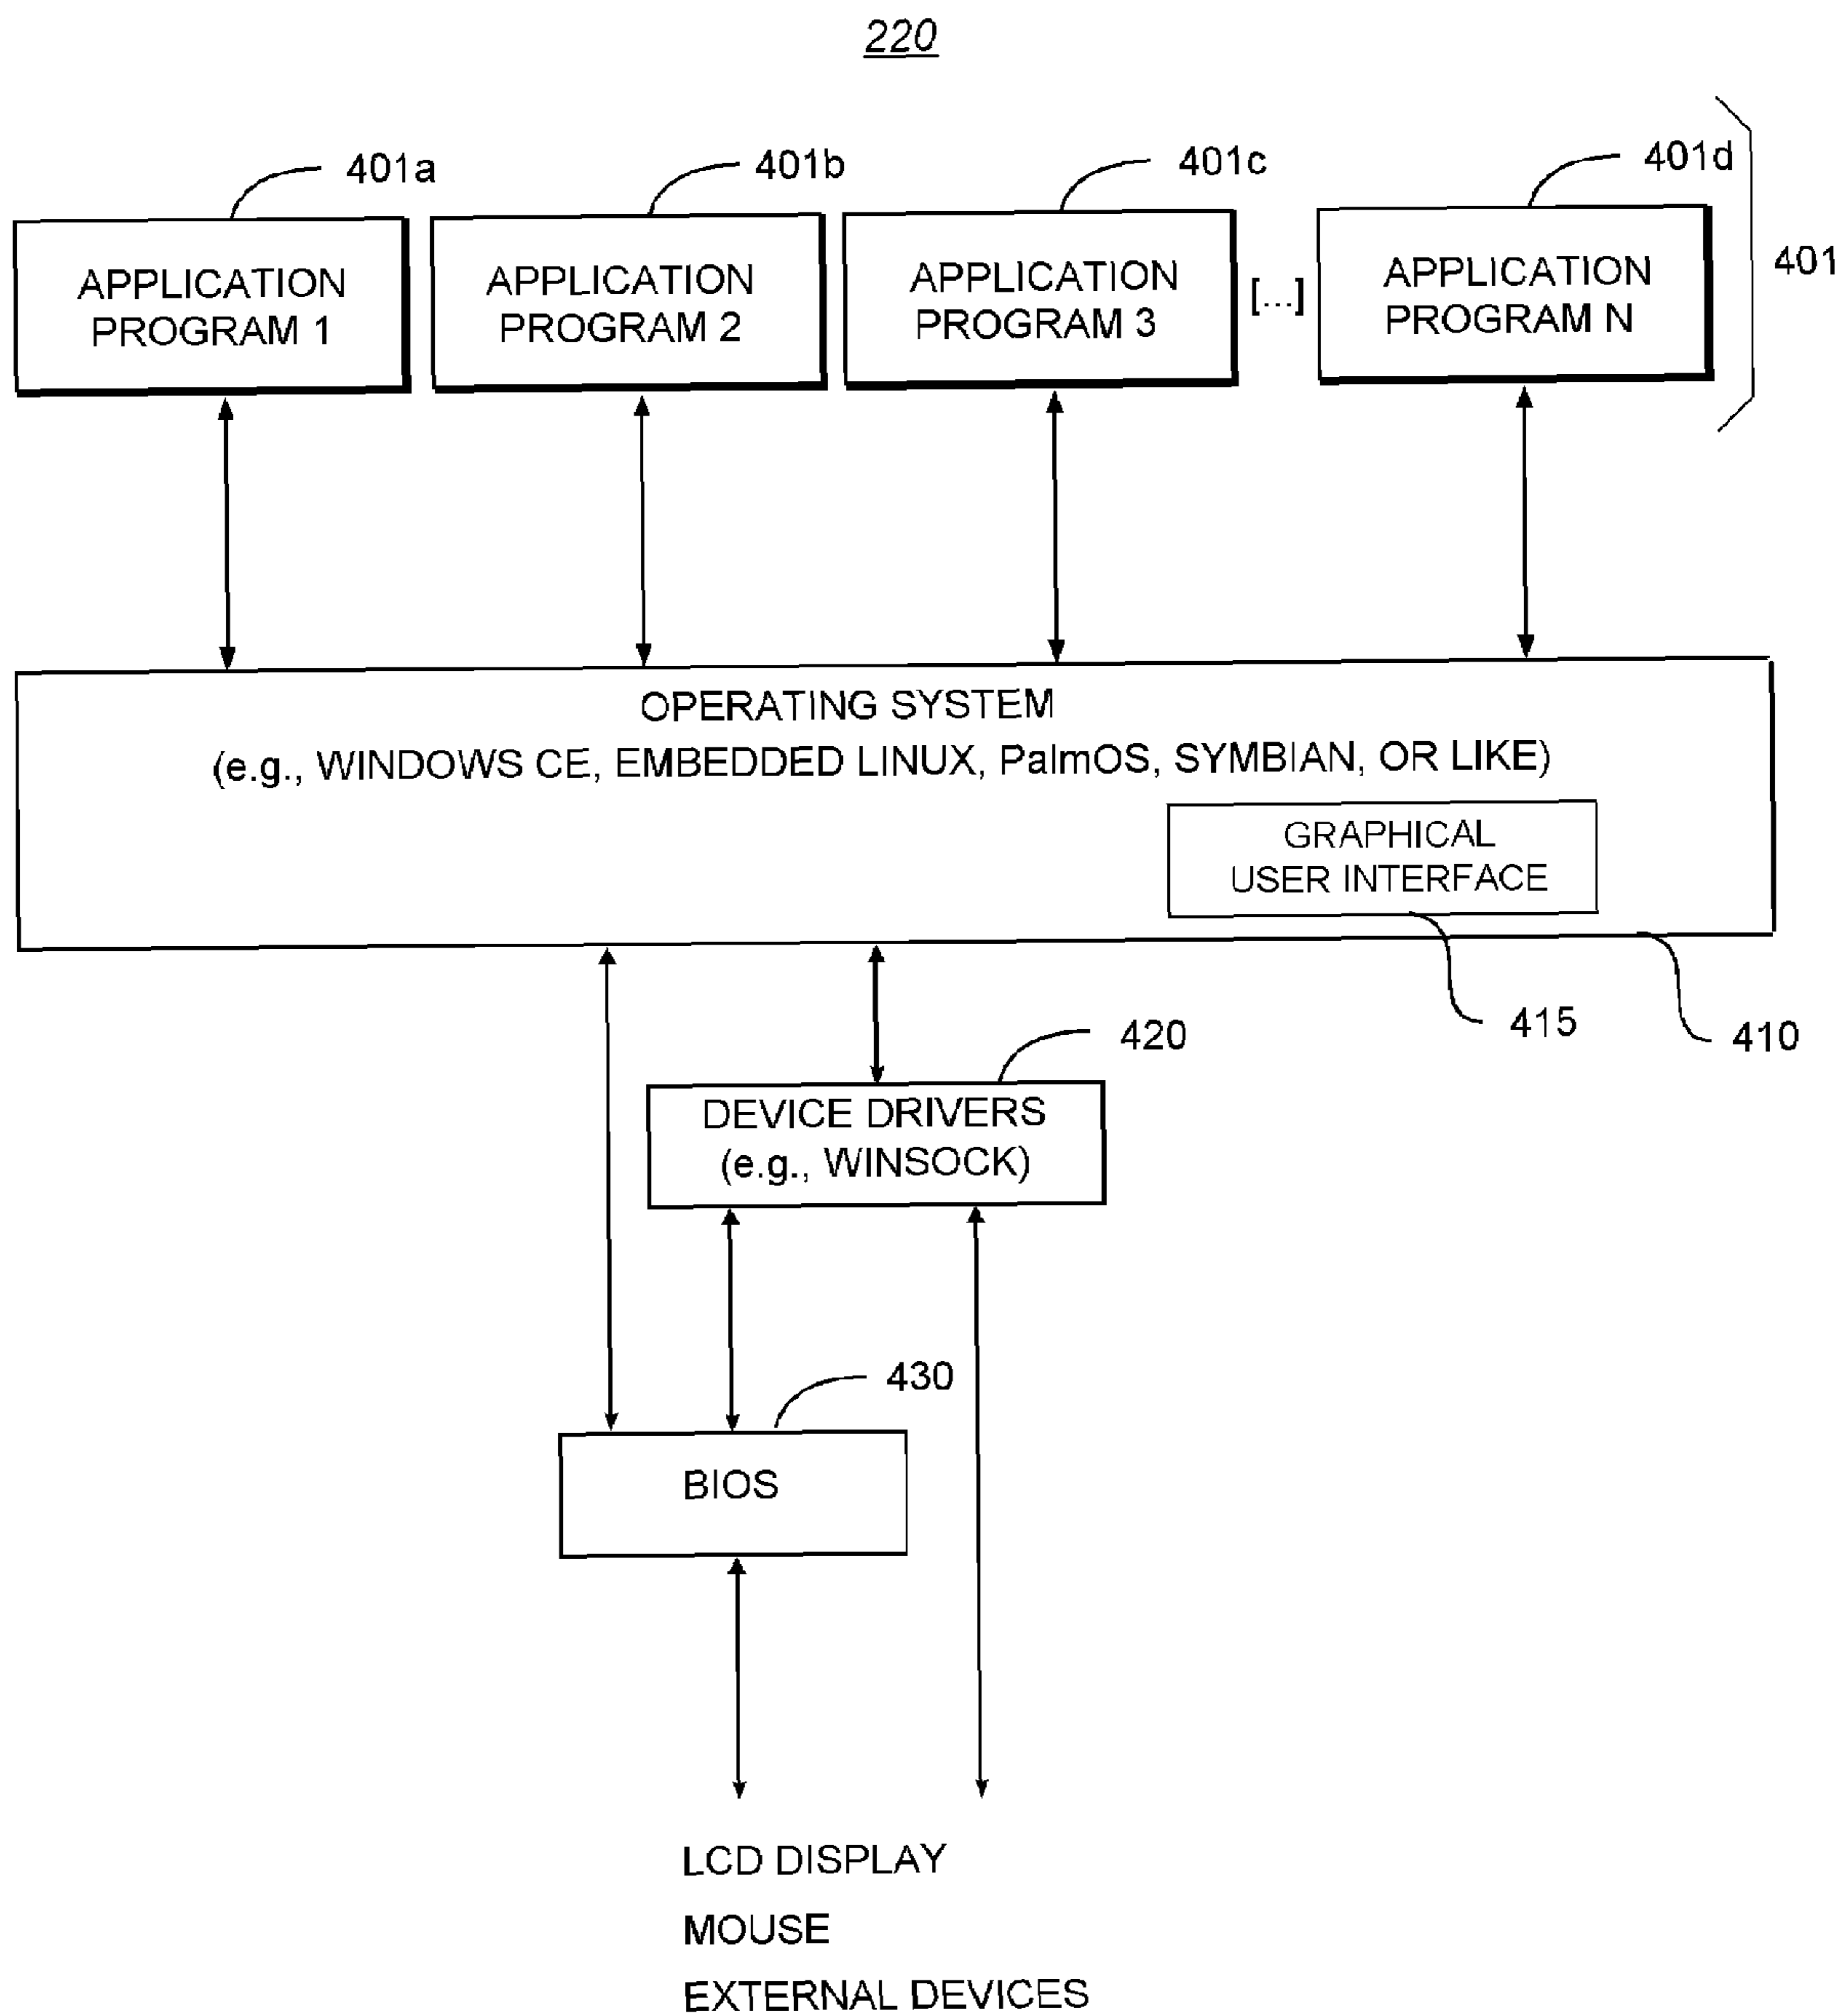 220
401a
401b
401c
401d
401
APPLICATION
PROGRAM 1
APPLICATION
PROGRAM 2
APPLICATION
PROGRAM 3
[...]
APPLICATION
PROGRAM N
OPERATING SYSTEM
(e.g., WINDOWS CE, EMBEDDED LINUX, PalmOS, SYMBIAN, OR LIKE)
GRAPHICAL
USER INTERFACE
415
410
420
DEVICE DRIVERS
(e.g., WINSOCK)
430
BIOS
LCD DISPLAY
MOUSE
EXTERNAL DEVICES